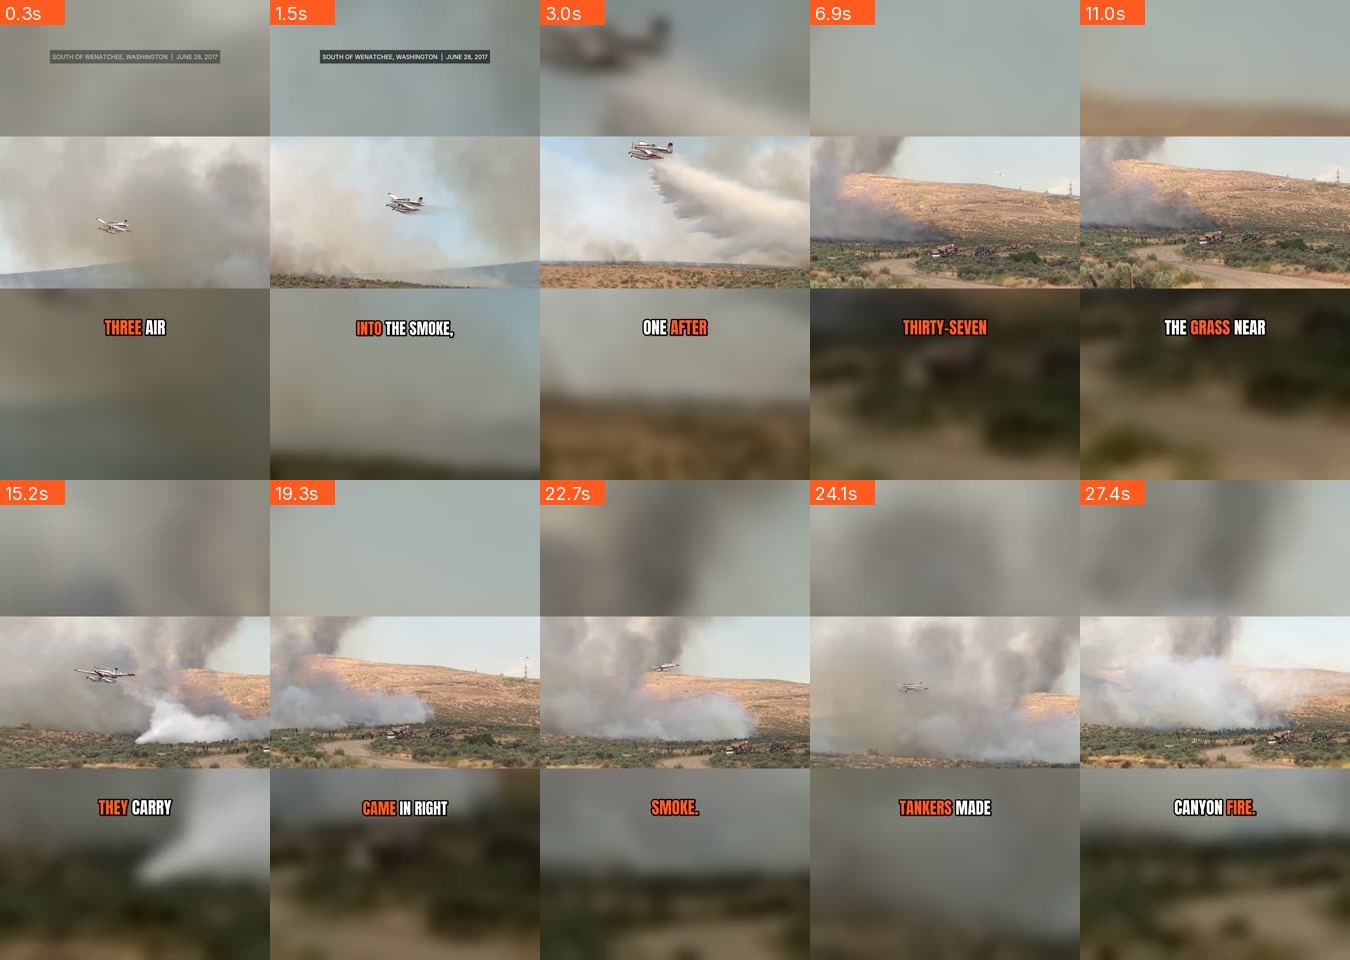 0.3s
1.5s
3.0s
6.9s
11.0s
SOUTH OF WENATCHEE, WASHINGTON | JUNE 28, 2017
SOUTH OF WENATCHEE, WASHINGTON | JUNE 28, 2017
THREE AIR
INTO THE SMOKE,
ONE AFTER
THIRTY-SEVEN
THE GRASS NEAR
15.2s
19.3s
22.7s
24.1s
27.4s
THEY CARRY
CAME IN RIGHT
SMOKE.
TANKERS MADE
CANYON FIRE.